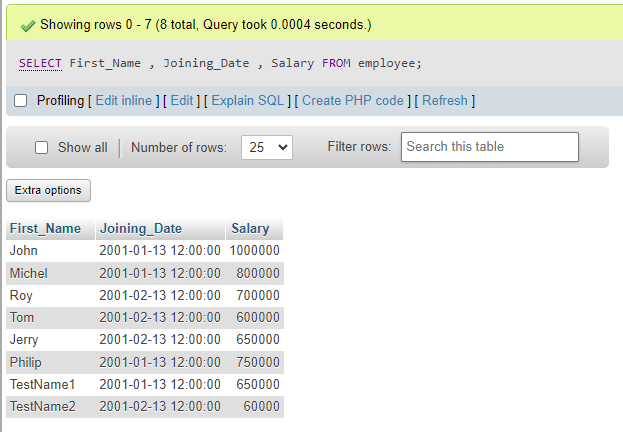 Showing rows 0 - 7 (8 total, Query took 0.0004 seconds.)
SELECT First_Name , Joining_Date , Salary FROM employee;
Profiling [ Edit inline ] [ Edit ] [ Explain SQL ] [ Create PHP code ] [ Refresh ]
Show all Number of rows: 25 Filter rows: Search this table
Extra options
First_Name Joining_Date Salary
John 2001-01-13 12:00:00 1000000
Michel 2001-01-13 12:00:00 800000
Roy 2001-02-13 12:00:00 700000
Tom 2001-02-13 12:00:00 600000
Jerry 2001-02-13 12:00:00 650000
Philip 2001-01-13 12:00:00 750000
TestName1 2001-01-13 12:00:00 650000
TestName2 2001-02-13 12:00:00 60000